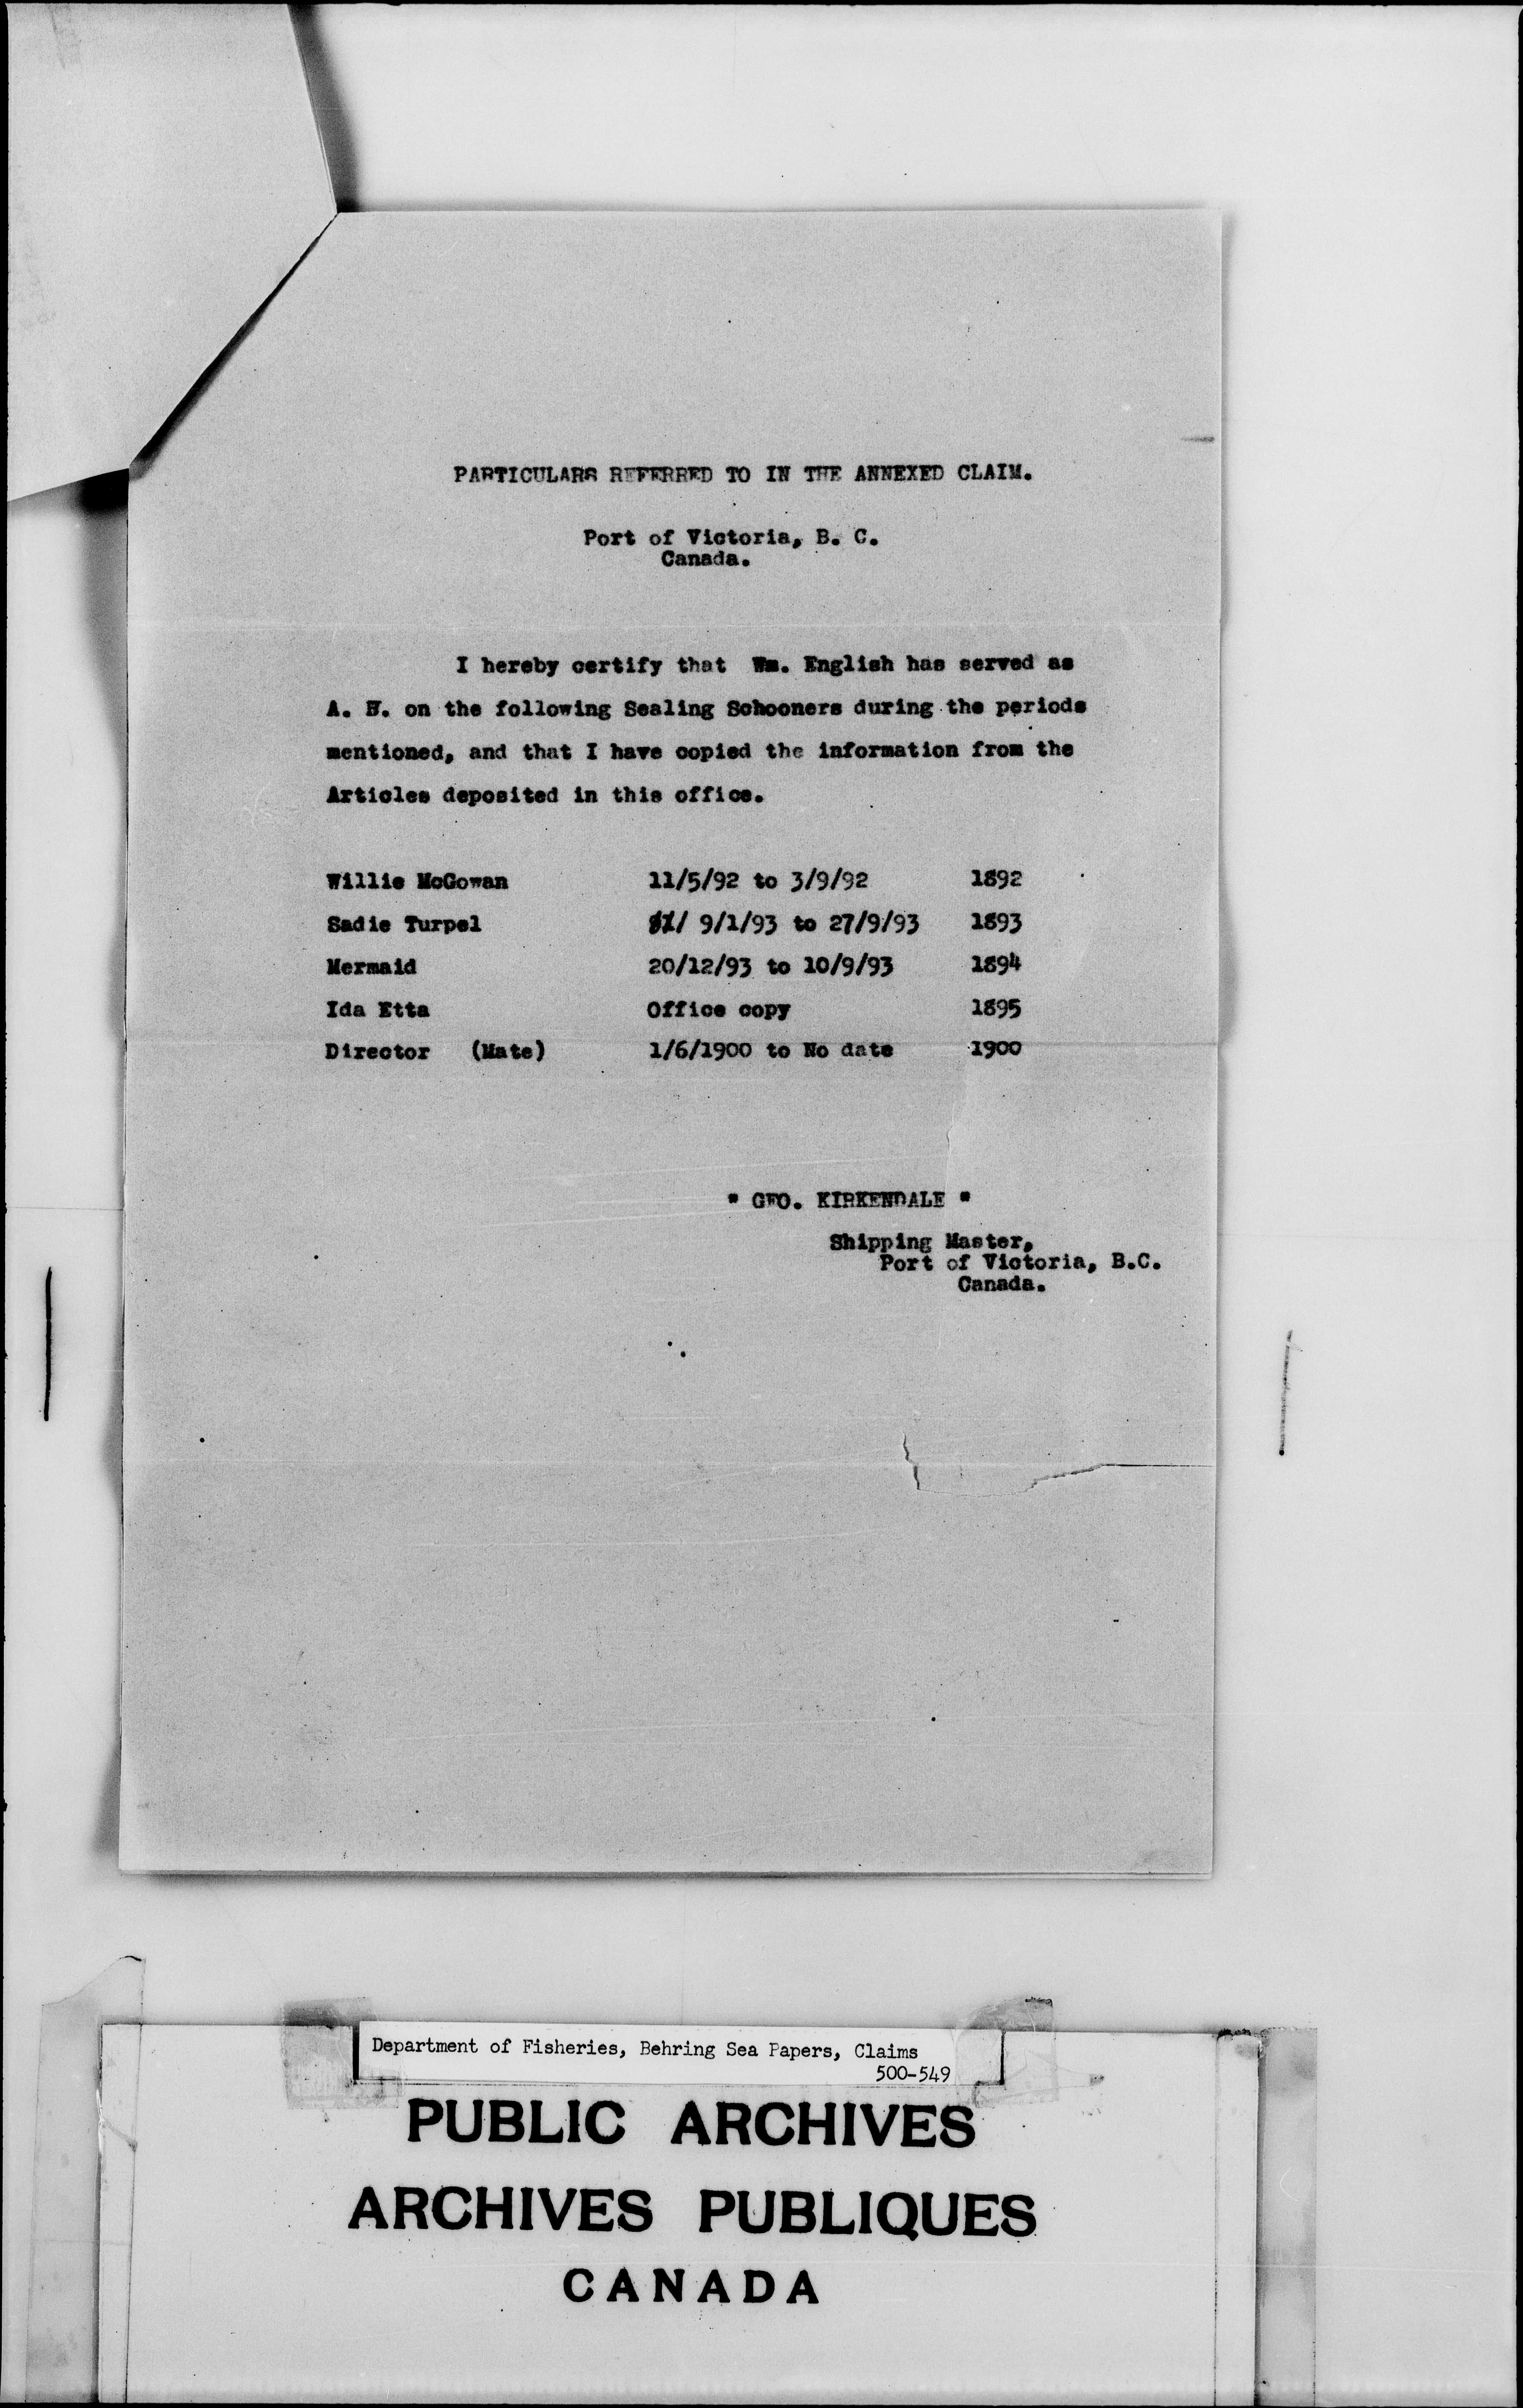 PARTICULARS REFERRED TO IN THE ANNEXED CLAIM.
Port of Victoria, B. C.
Canada.
I hereby certify that Wm. English has served as
A. B. on the following Sealing Schooners during the periods
mentioned, and that I have copied the information from the
Articles deposited in this office.
Willie McGowan 11/5/92 to 3/9/92 1892
Sadie Turpel 9/1/93 to 27/9/93 1893
Mermaid 20/12/93 to 10/9/93 1894
Ida Etta Office copy 1895
Director (Mate) 1/6/1900 to No date 1900
" GEO. KIRKENDALE "
Shipping Master,
Port of Victoria, B.C.
Canada.
Department of Fisheries, Behring Sea Papers, Claims
500-549
PUBLIC ARCHIVES
ARCHIVES PUBLIQUES
CANADA